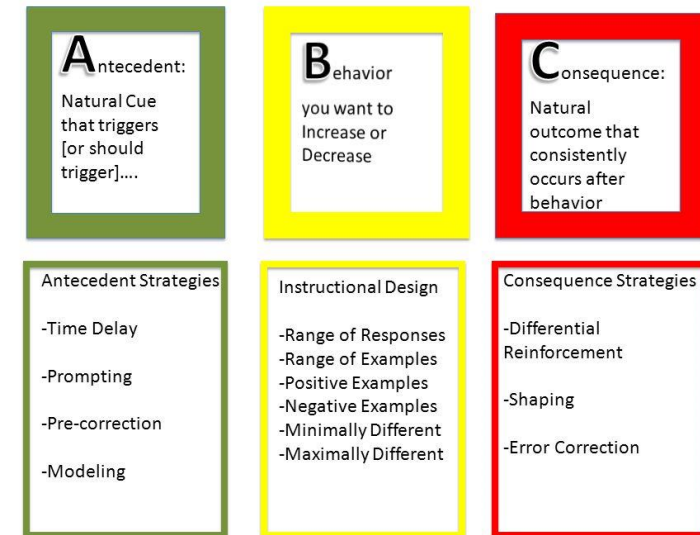 Antecedent:
Natural Cue
that triggers
[or should
trigger]....
Behavior
you want to
Increase or
Decrease
Consequence:
Natural
outcome that
consistently
occurs after
behavior
Antecedent Strategies
-Time Delay
-Prompting
-Pre-correction
-Modeling
Instructional Design
-Range of Responses
-Range of Examples
-Positive Examples
-Negative Examples
-Minimally Different
-Maximally Different
Consequence Strategies
-Differential
Reinforcement
-Shaping
-Error Correction